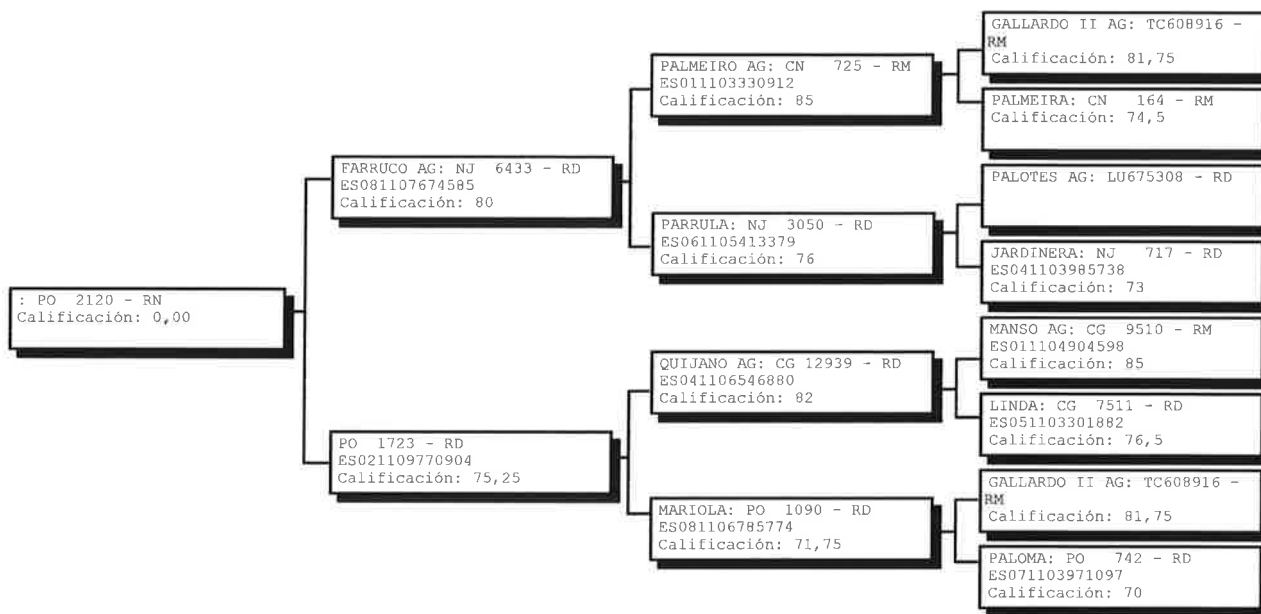 : PO 2120 - RN
Calificación: 0,00
FARRUCO AG: NJ 6433 - RD
ES081107674585
Calificación: 80
PO 1723 - RD
ES021109770904
Calificación: 75,25
PALMEIRO AG: CN 725 - RM
ES011103330912
Calificación: 85
PARRULA: NJ 3050 - RD
ES061105413379
Calificación: 76
QUIJANO AG: CG 12939 - RD
ES041106546880
Calificación: 82
MARIOLA: PO 1090 - RD
ES081106785774
Calificación: 71,75
GALLARDO II AG: TC608916 -
RM
Calificación: 81,75
PALMEIRA: CN 164 - RM
Calificación: 74,5
PALOTES AG: LU675308 - RD
JARDINERA: NJ 717 - RD
ES041103985738
Calificación: 73
MANSO AG: CG 9510 - RM
ES011104904598
Calificación: 85
LINDA: CG 7511 - RD
ES051103301882
Calificación: 76,5
GALLARDO II AG: TC608916 -
RM
Calificación: 81,75
PALOMA: PO 742 - RD
ES071103971097
Calificación: 70